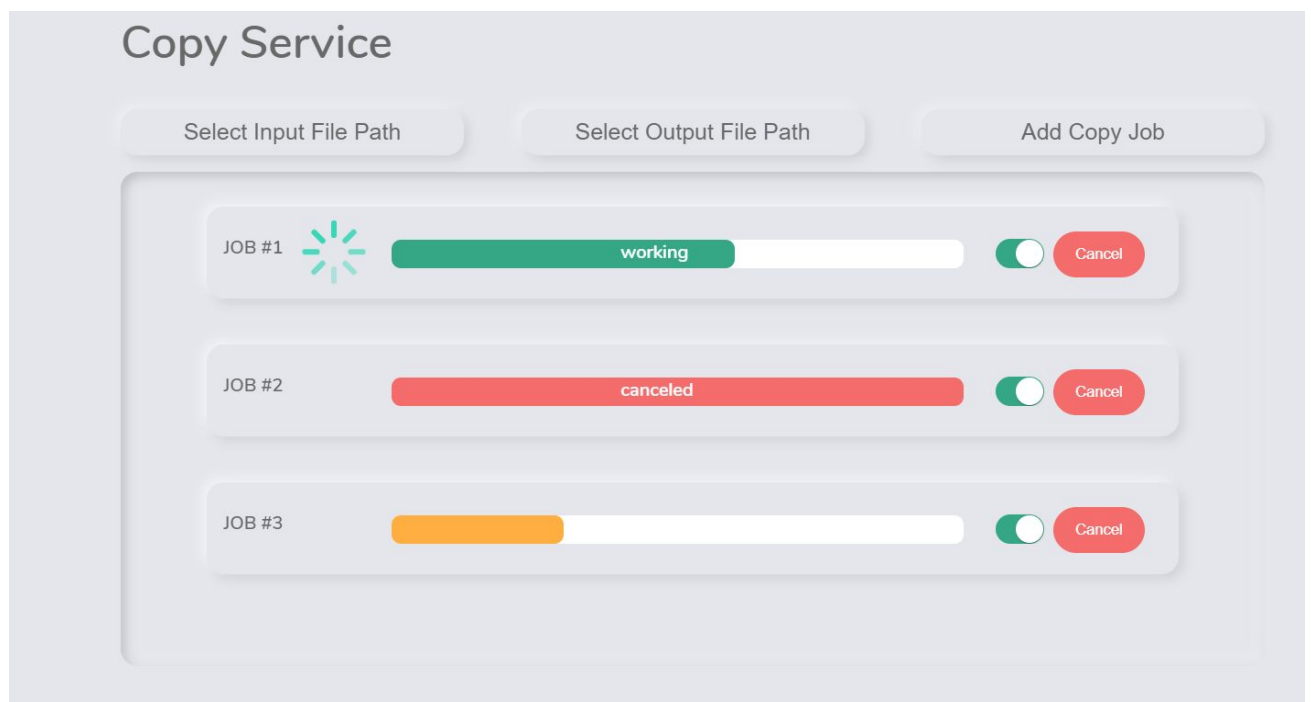 Copy Service
Select Input File Path Select Output File Path Add Copy Job
JOB #1 working Cancel
JOB #2 canceled Cancel
JOB #3 Cancel